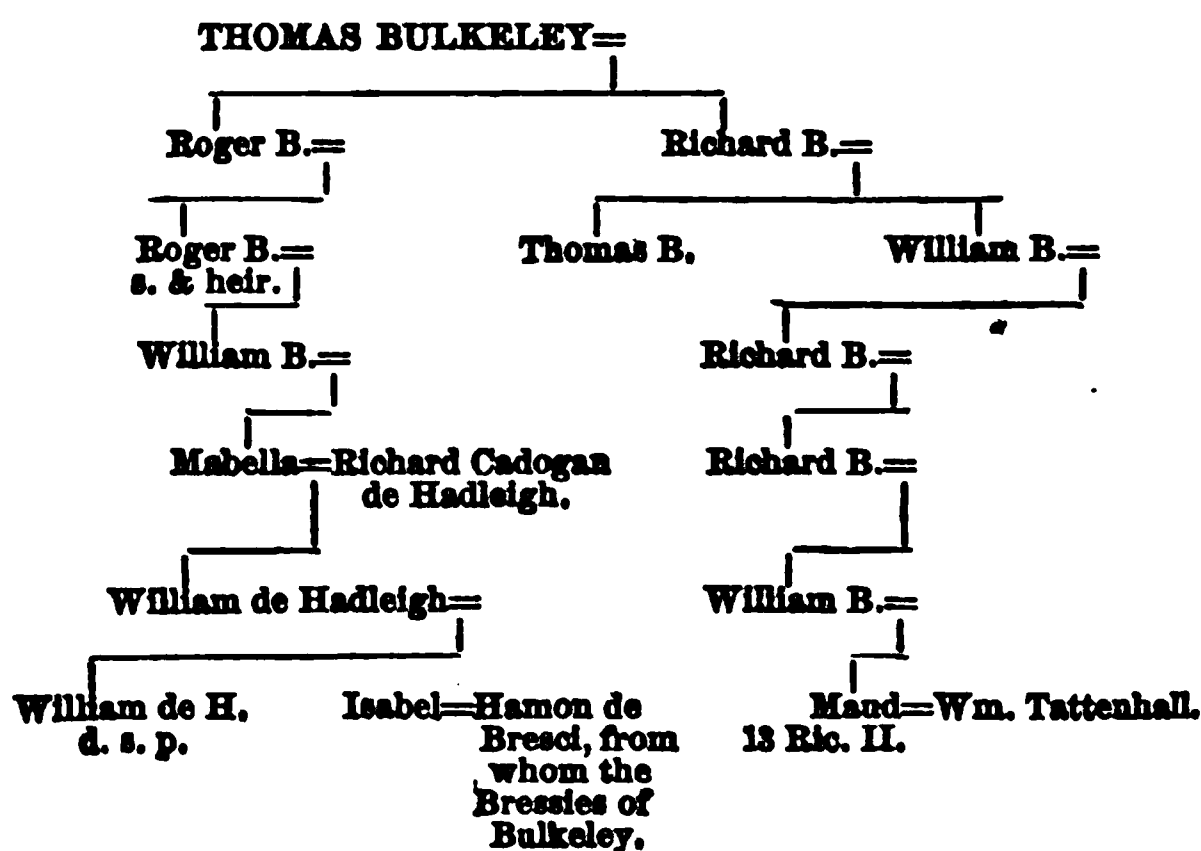 THOMAS BULKELEY=
Roger B.= Richard B.=
Roger B.= Thomas B. William B.=
s. & heir.
William B.= Richard B.=
Mabella=Richard Cadogan Richard B.=
de Hadleigh.
William de Hadleigh= William B.=
William de H. Isabel=Hamon de Maud=Wm. Tattenhall.
d. s. p. Bresci, from 13 Ric. II.
whom the
Bressies of
Bulkeley.